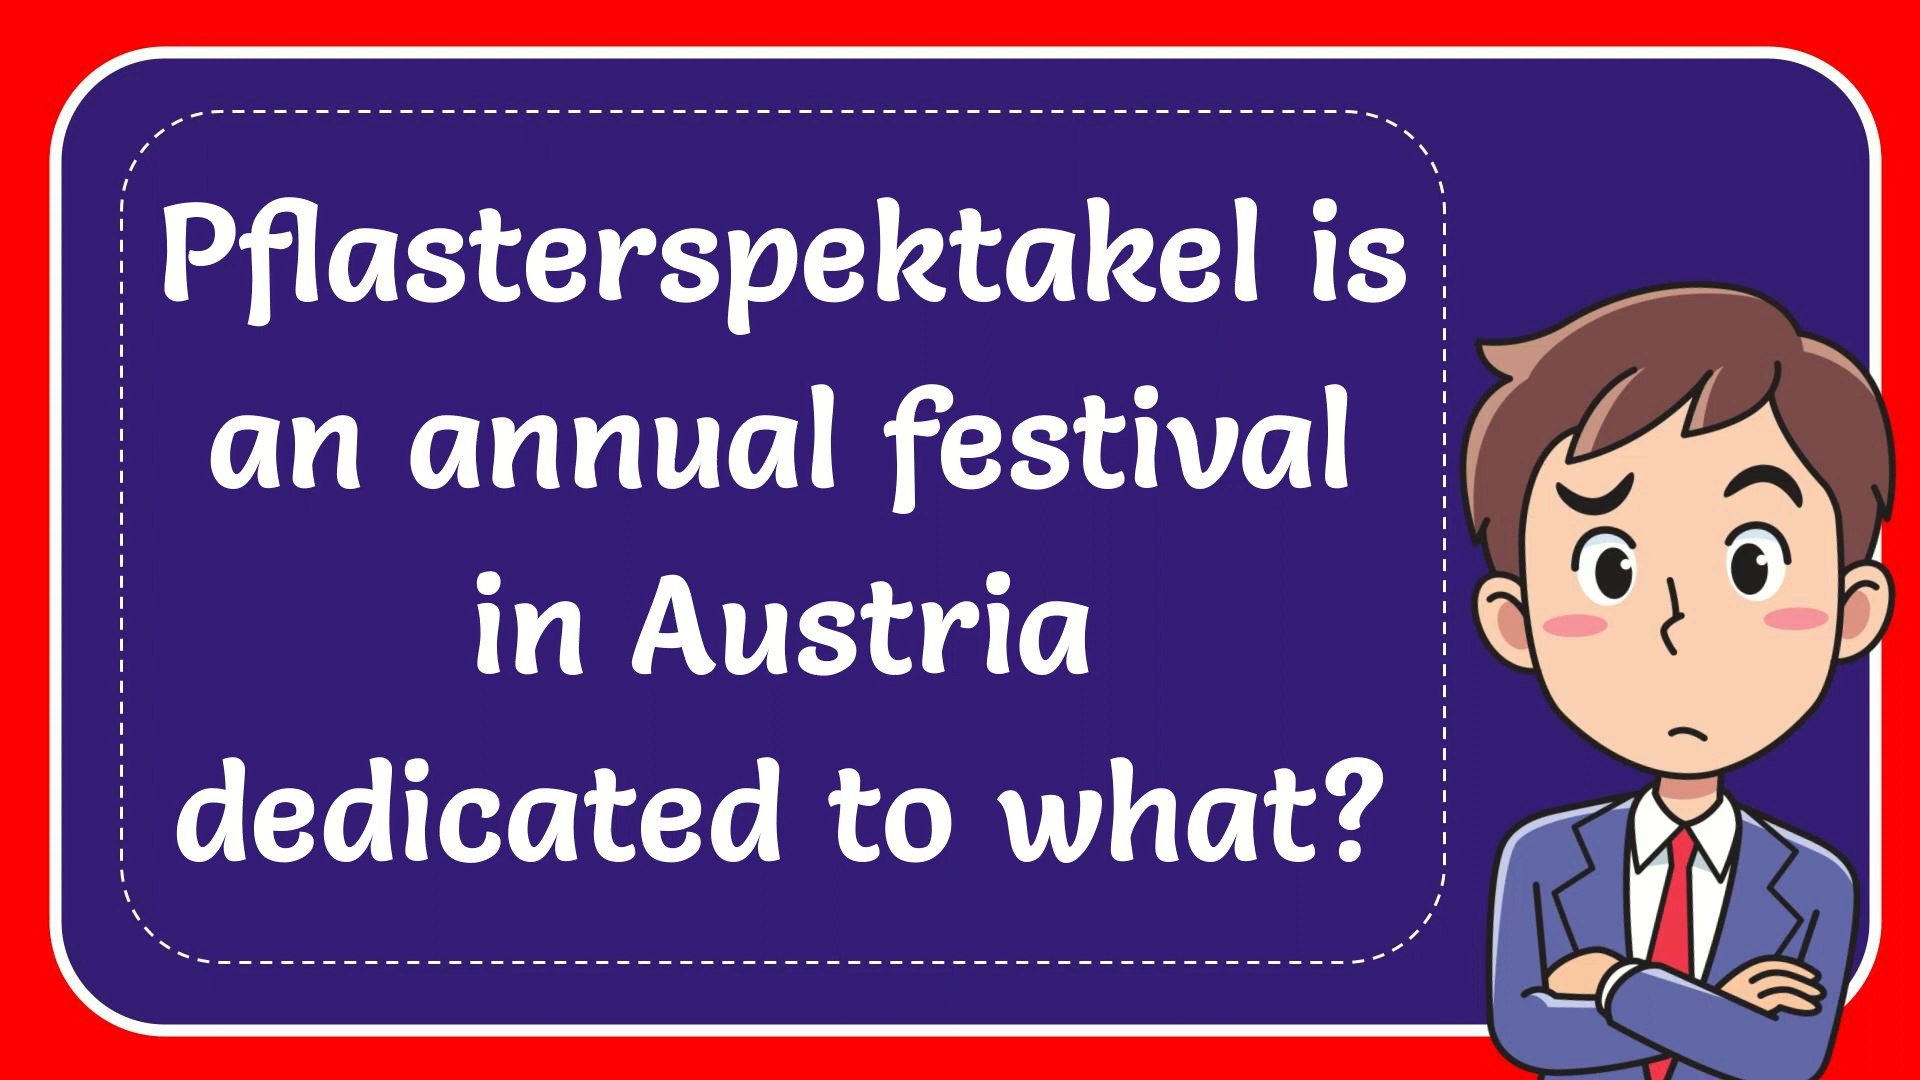 Pflasterspektakel is
an annual festival
in Austria
dedicated to what?